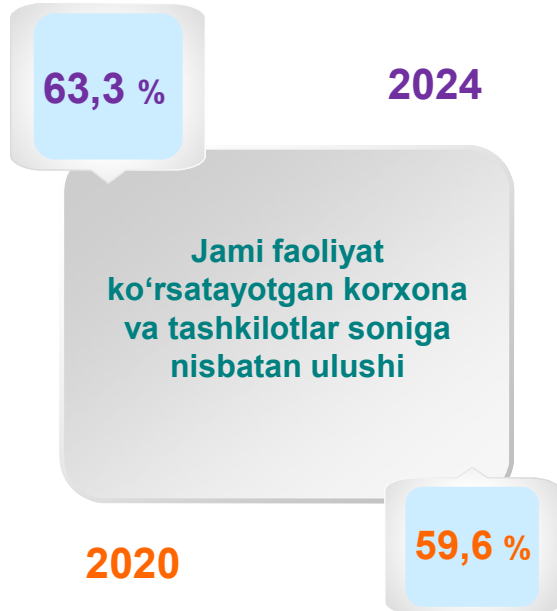 63,3 %
2024
Jami faoliyat
ko‘rsatayotgan korxona
va tashkilotlar soniga
nisbatan ulushi
59,6 %
2020